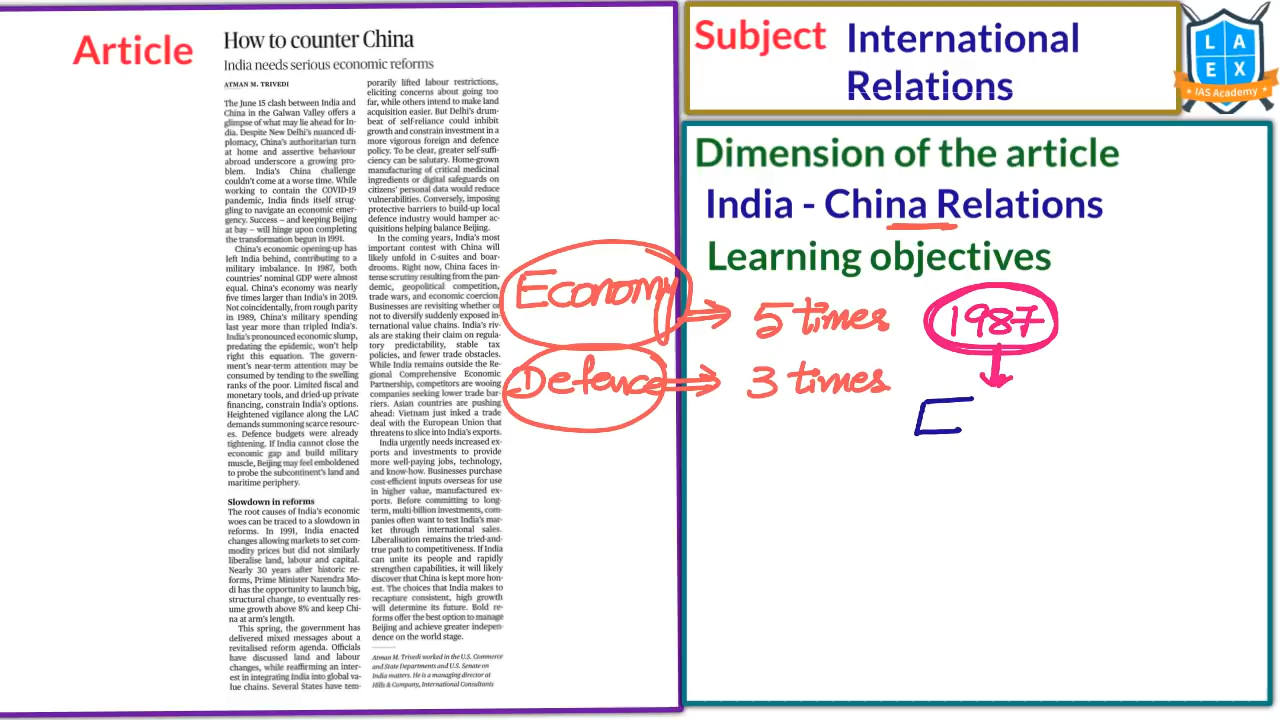 Article
How to counter China
India needs serious economic reforms
ATMAN M. TRIVEDI
The June 15 clash between India and
China in the Galwan Valley offers a
glimpse of what may lie ahead for In-
dia. Despite New Delhi's nuanced di-
plomacy, China's authoritarian turn
at home and assertive behaviour
abroad underscore a growing pro-
blem. India's China challenge
couldn't come at a worse time. While
working to contain the COVID-19
pandemic, India finds itself strug-
gling to navigate an economic emer-
gency. Success – and keeping Beijing
at bay – will hinge upon completing
the transformation begun in 1991.
China's economic opening-up has
left India behind, contributing to a
military imbalance. In 1987, both
countries' nominal GDP were almost
equal. China's economy was nearly
five times larger than India's in 2019.
Not coincidentally, from rough parity
in 1989, China's military spending
last year more than tripled India's.
India's pronounced economic slump,
predating the epidemic, won't help
right this equation. The govern-
ment's near-term attention may be
consumed by tending to the swelling
ranks of the poor. Limited fiscal and
monetary tools, and dried-up private
financing, constrain India's options.
Heightened vigilance along the LAC
demands summoning scarce resourc-
es. Defence budgets were already
tightening. If India cannot close the
economic gap and build military
muscle, Beijing may feel emboldened
to probe the subcontinent's land and
maritime periphery.
Slowdown in reforms
The root causes of India's economic
woes can be traced to a slowdown in
reforms. In 1991, India enacted
changes allowing markets to set com-
modity prices but did not similarly
liberalise land, labour and capital.
Nearly 30 years after historic re-
forms, Prime Minister Narendra Mo-
di has the opportunity to launch big,
structural change, to eventually res-
ume growth above 8% and keep Chi-
na at arm's length.
This spring, the government has
delivered mixed messages about a
revitalised reform agenda. Officials
have discussed land and labour
changes, while reaffirming an inter-
est in integrating India into global va-
lue chains. Several States have tem-
porarily lifted labour restrictions,
eliciting concerns about going too
far, while others intend to make land
acquisition easier. But Delhi's drum-
beat of self-reliance could inhibit
growth and constrain investment in a
more vigorous foreign and defence
policy. To be clear, greater self-suffi-
ciency can be salutary. Home-grown
manufacturing of critical medicinal
ingredients or digital safeguards on
citizens' personal data would reduce
vulnerabilities. Conversely, imposing
protective barriers to build-up local
defence industry would hamper ac-
quisitions helping balance Beijing.
In the coming years, India's most
important contest with China will
likely unfold in C-suites and boar-
drooms. Right now, China faces in-
tense scrutiny resulting from the pan-
demic, geopolitical competition,
trade wars, and economic coercion.
Businesses are revisiting whether or
not to diversify suddenly exposed in-
ternational value chains. India's riv-
als are staking their claim on regula-
tory predictability, stable tax
policies, and fewer trade obstacles.
While India remains outside the Re-
gional Comprehensive Economic
Partnership, competitors are wooing
companies seeking lower trade bar-
riers. Asian countries are pushing
ahead: Vietnam just inked a trade
deal with the European Union that
threatens to slice into India's exports.
India urgently needs increased ex-
ports and investments to provide
more well-paying jobs, technology,
and know-how. Businesses purchase
cost-efficient inputs overseas for use
in higher value, manufactured ex-
ports. Before committing to long-
term, multi-billion investments, com-
panies often want to test India's mar-
ket through international sales.
Liberalisation remains the tried-and-
true path to competitiveness. If India
can unite its people and rapidly
strengthen capabilities, it will likely
discover that China is kept more hon-
est. The choices that India makes to
recapture consistent, high growth
will determine its future. Bold re-
forms offer the best option to manage
Beijing and achieve greater indepen-
dence on the world stage.
Atman M. Trivedi worked in the U.S. Commerce
and State Departments and U.S. Senate on
India matters. He is a managing director at
Hills & Company, International Consultants
Subject International
Relations
LA
EX
IAS Academy
Dimension of the article
India - China Relations
Learning objectives
Economy 5 times 1987
Defence 3 times